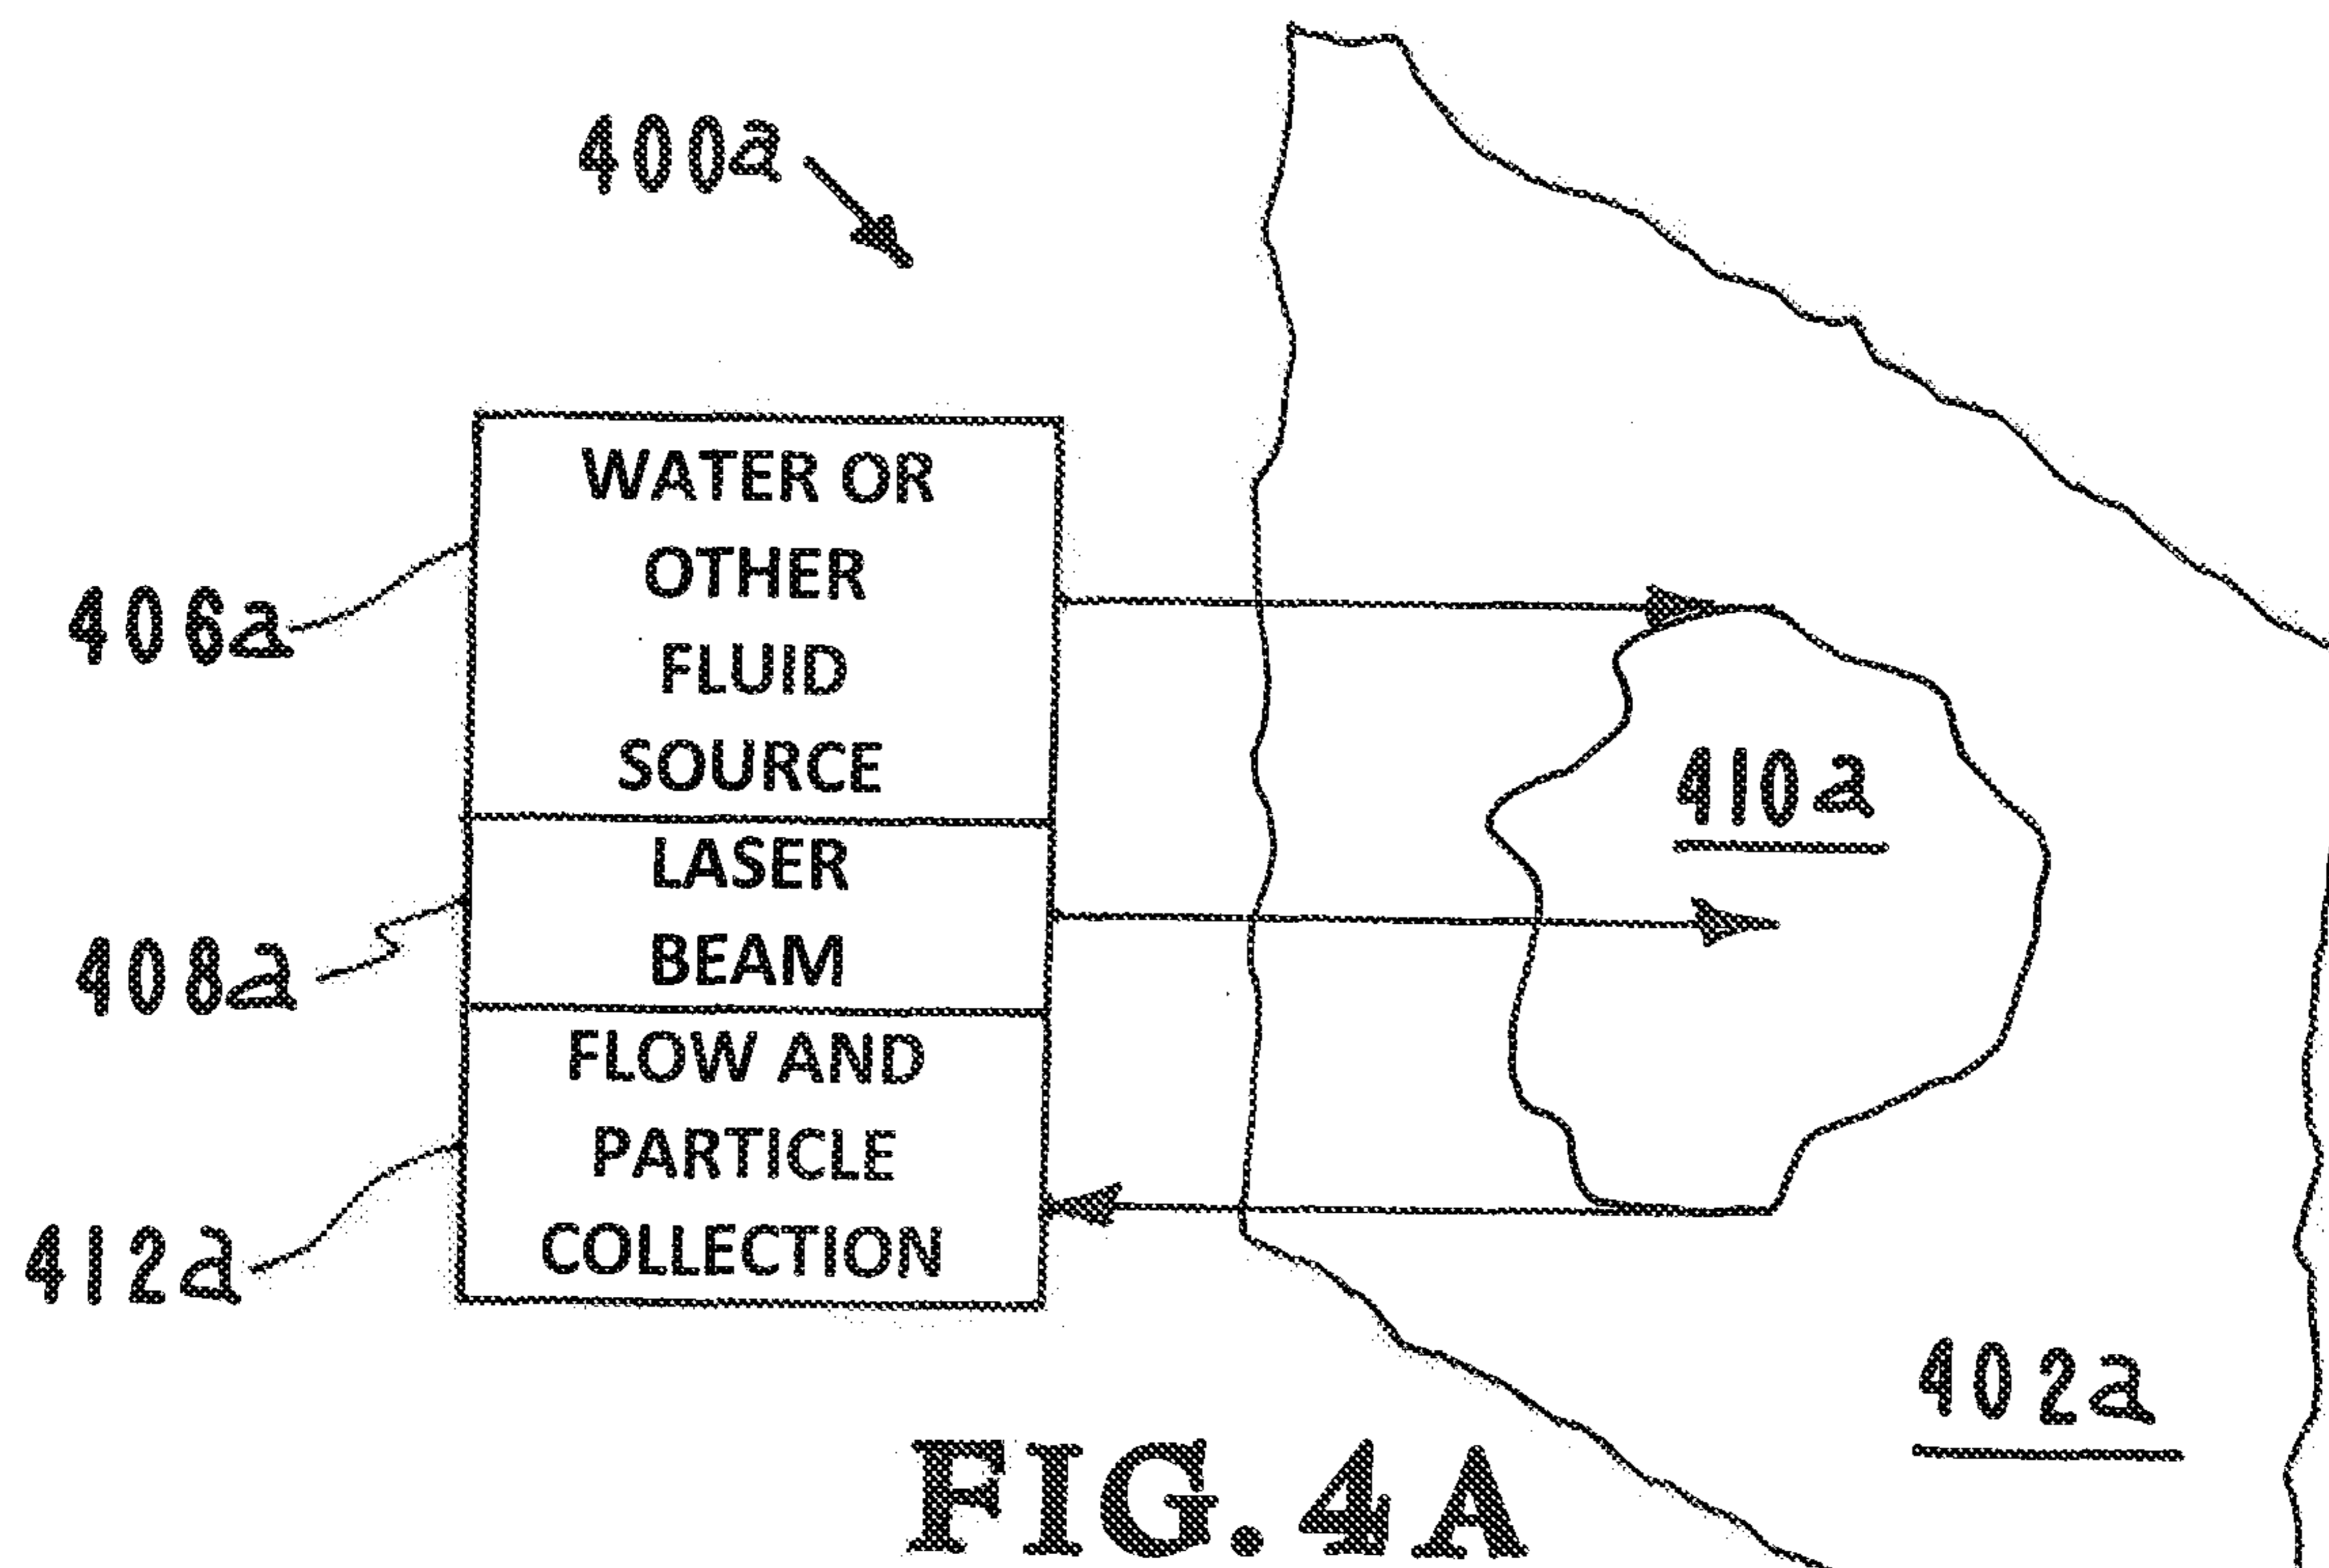 400a
WATER OR
OTHER
FLUID
SOURCE
406a
410a
LASER
BEAM
408a
FLOW AND
PARTICLE
COLLECTION
412a
402a
FIG. 4A